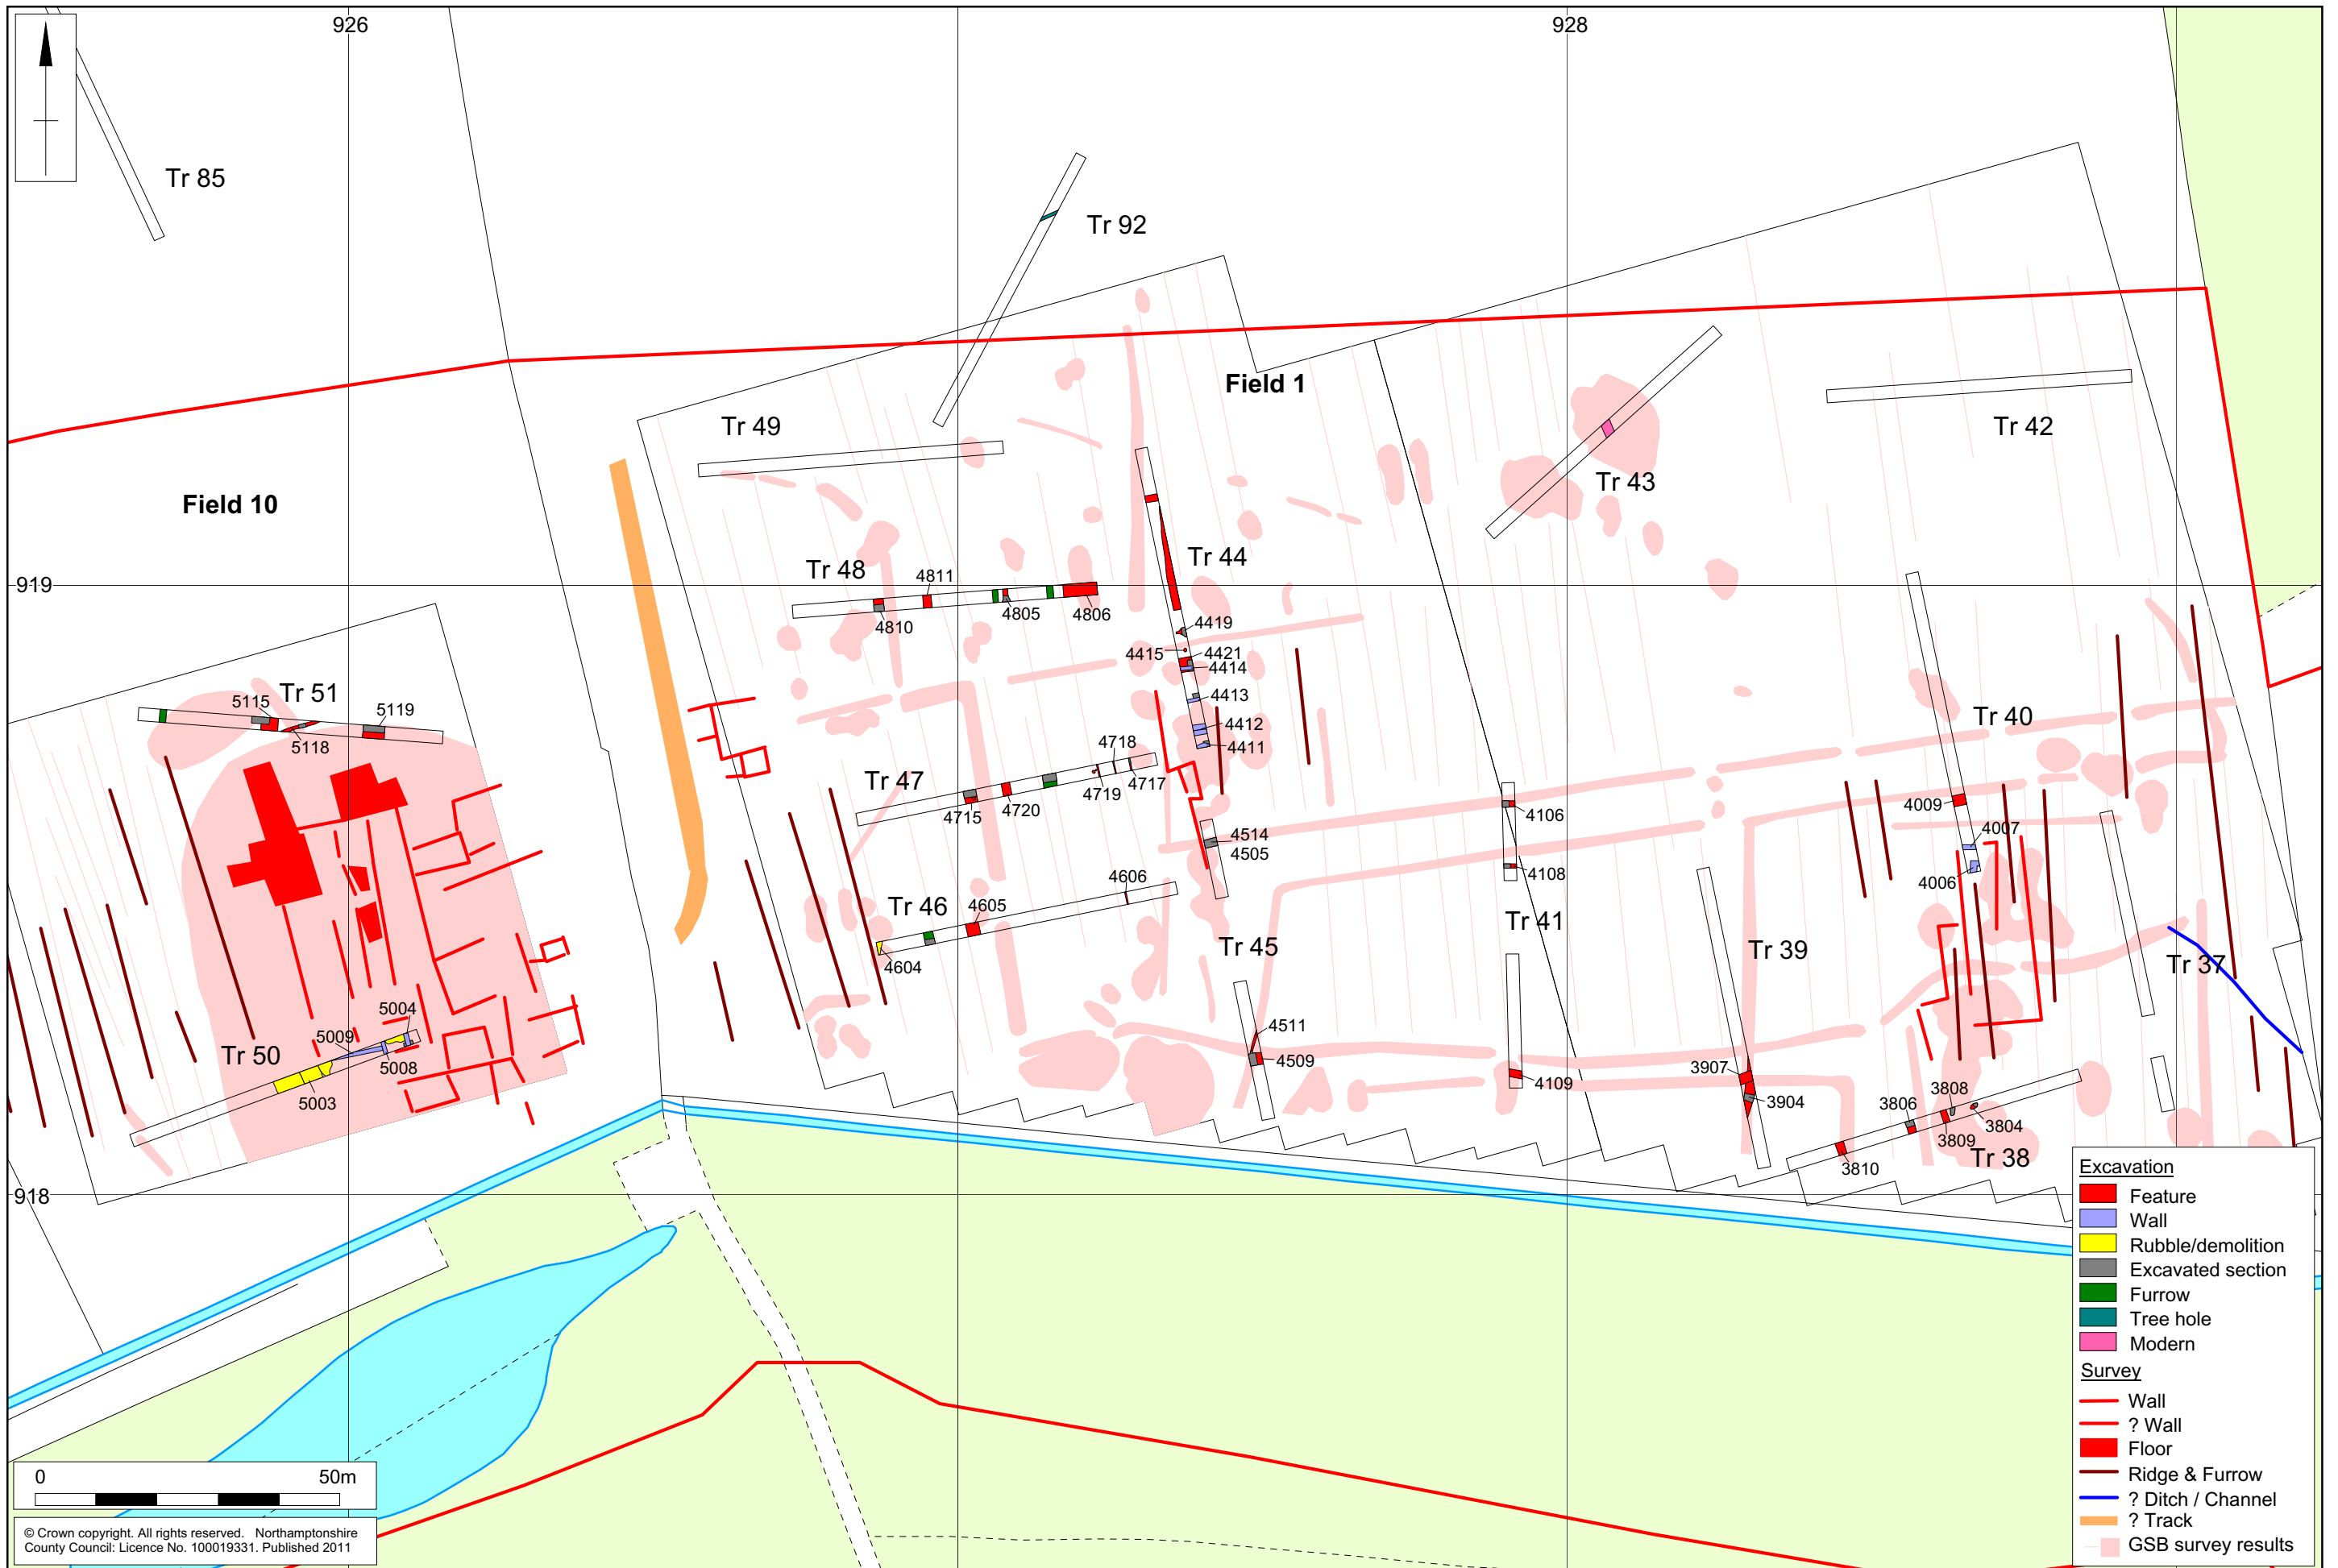 926
928
Tr 85
Tr 92
Field 1
Tr 49
Tr 42
Tr 43
Field 10
Tr 44
Tr 48
4811
919
4810
4805
4806
4419
4415
4421
4414
4413
4412
4411
Tr 51
5115
5119
5118
Tr 40
4718
Tr 47
4719
4717
4715
4720
4009
4106
4007
4514
4505
4006
4108
4606
Tr 46
4605
4604
Tr 45
Tr 41
Tr 39
Tr 37
5004
5009
Tr 50
5008
5003
4511
4509
4109
3907
3904
3808
3806
3804
3809
3810
Tr 38
918
Excavation
Feature
Wall
Rubble/demolition
Excavated section
Furrow
Tree hole
Modern
Survey
Wall
? Wall
Floor
Ridge & Furrow
? Ditch / Channel
? Track
GSB survey results
0 50m
© Crown copyright. All rights reserved. Northamptonshire
County Council: Licence No. 100019331. Published 2011